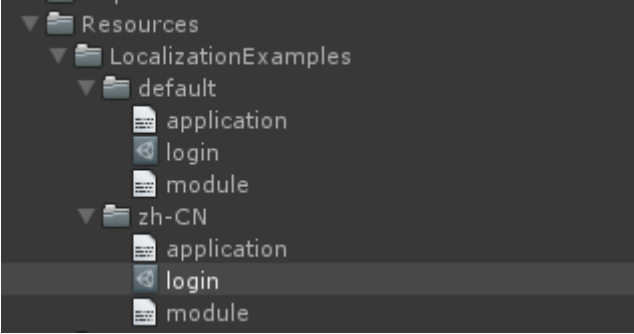 Resources
LocalizationExamples
default
application
login
module
zh-CN
application
login
module